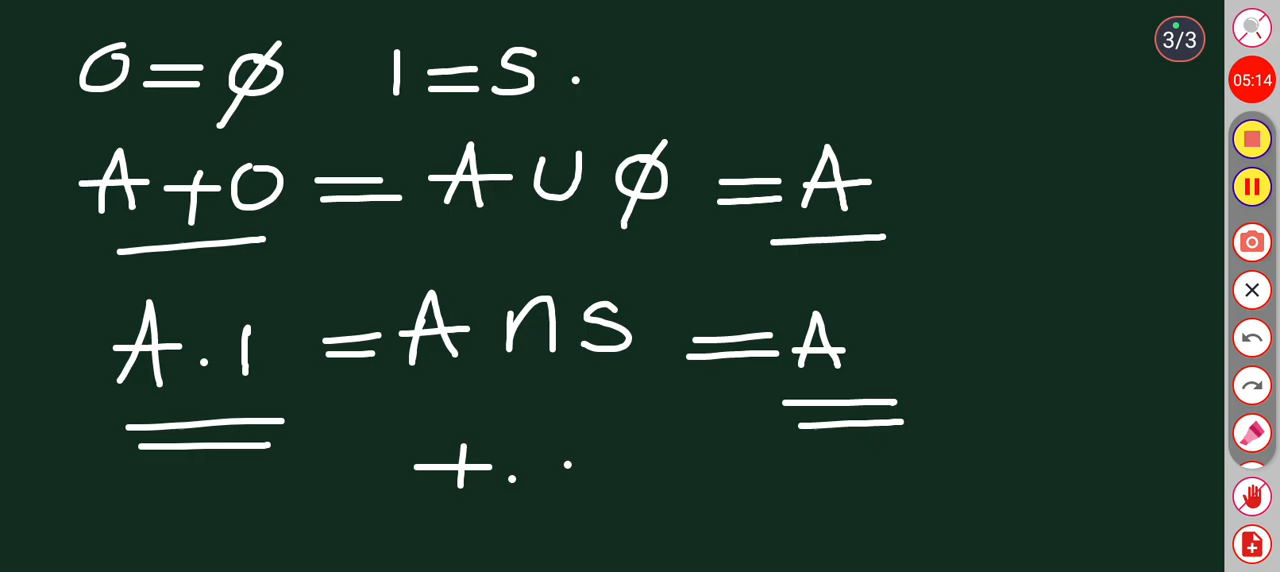 0 = ϕ 1 = S .
3/3
05:14
A + 0 = A ∪ ϕ = A
A . 1 = A ∩ S = A
+ . .